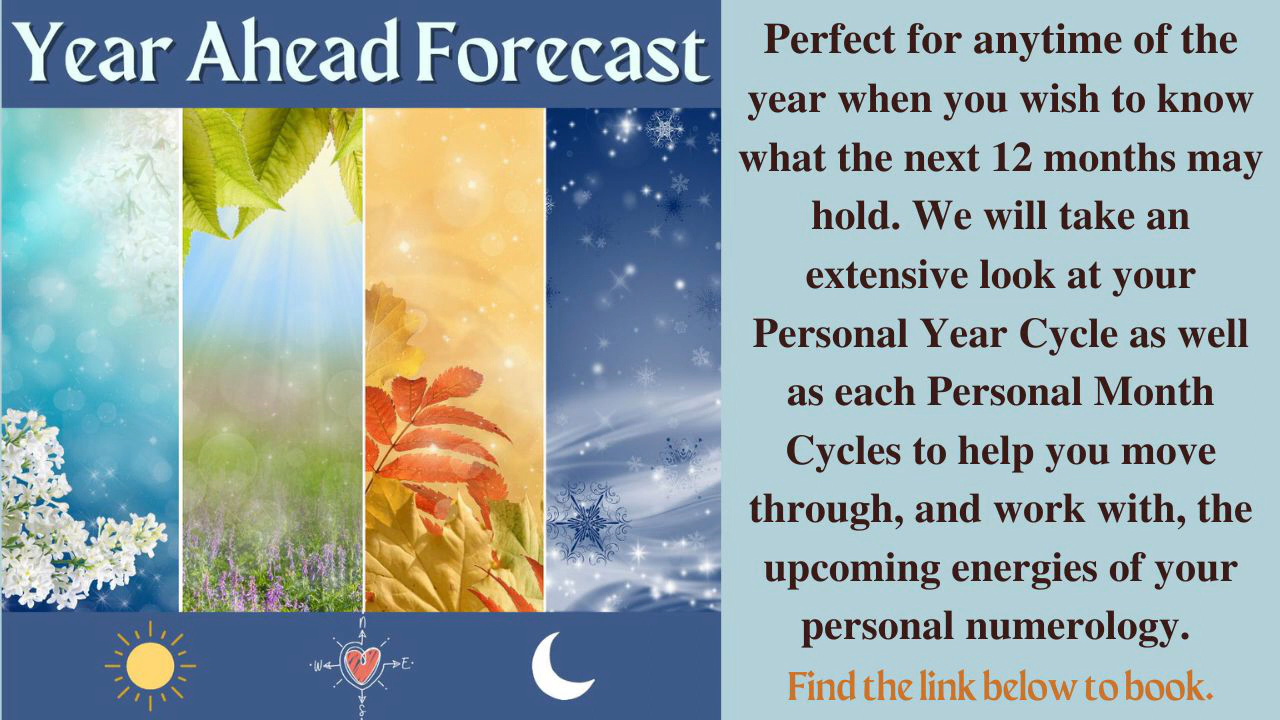 Year Ahead Forecast
Perfect for anytime of the
year when you wish to know
what the next 12 months may
hold. We will take an
extensive look at your
Personal Year Cycle as well
as each Personal Month
Cycles to help you move
through, and work with, the
upcoming energies of your
personal numerology.
Find the link below to book.
n
W E
s